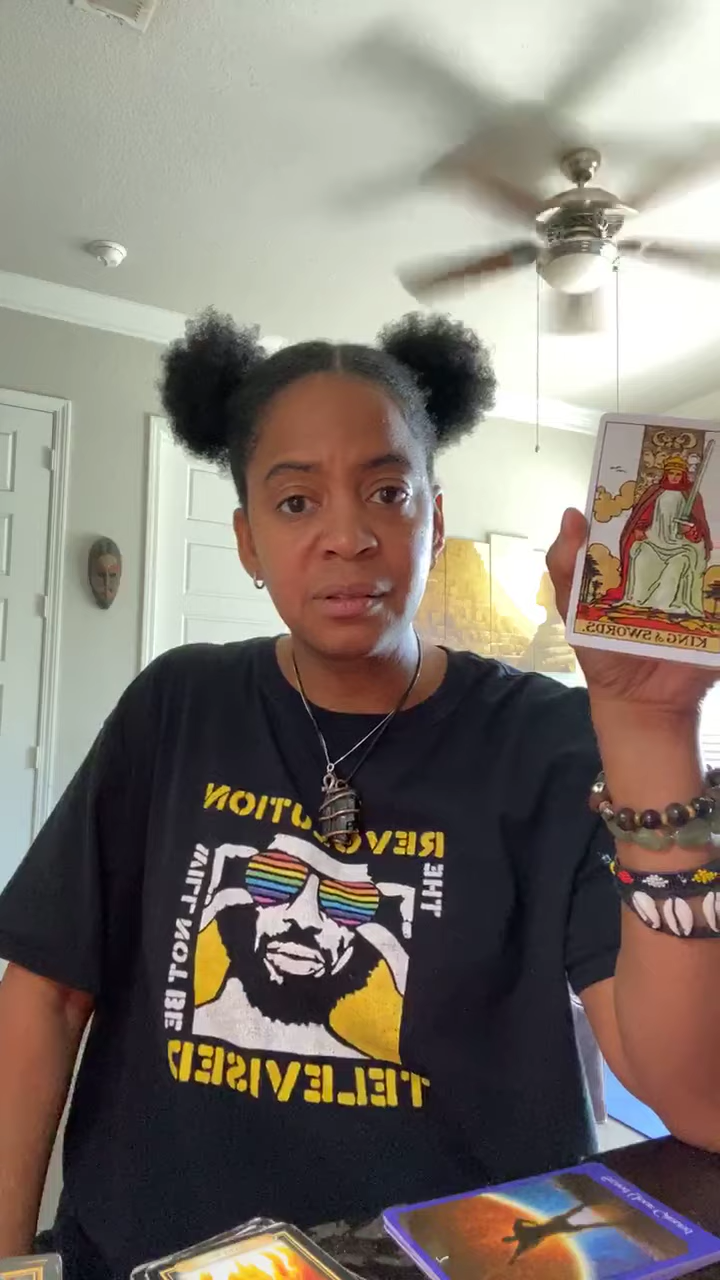 KING of SWORDS.
THE
REVOLUTION
WILL NOT BE
TELEVISED